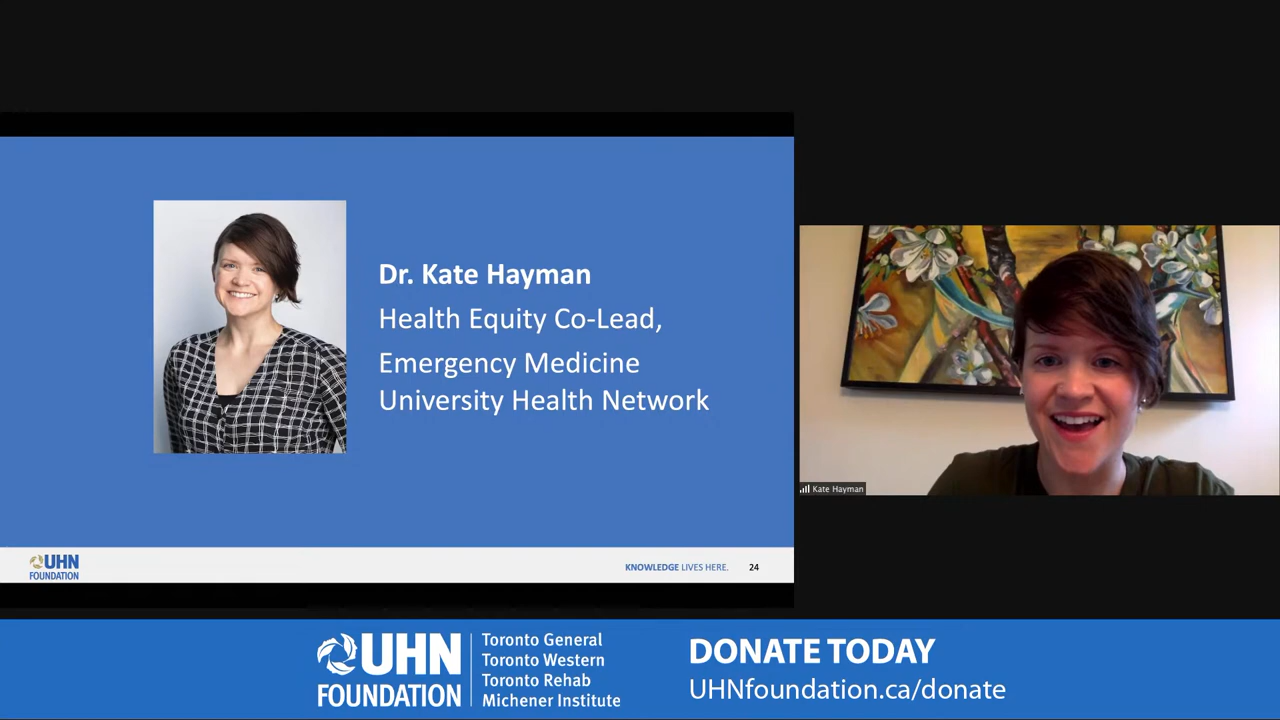 Dr. Kate Hayman
Health Equity Co-Lead,
Emergency Medicine
University Health Network
UHN
FOUNDATION
KNOWLEDGE LIVES HERE.
24
Kate Hayman
UHN
FOUNDATION
Toronto General
Toronto Western
Toronto Rehab
Michener Institute
DONATE TODAY
UHNfoundation.ca/donate